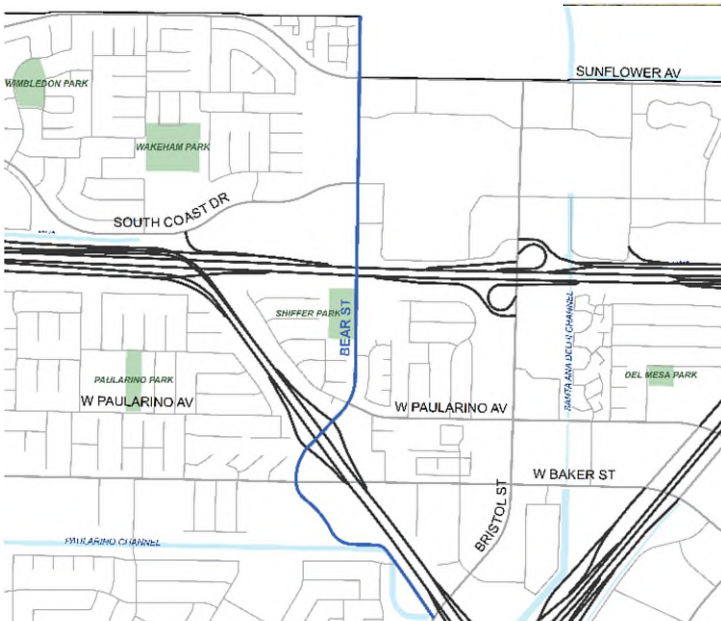 SUNFLOWER AV
WIMBLEDON PARK
WAKEHAM PARK
SOUTH COAST DR
SHIFFER PARK
BEAR ST
SANTA ANA DELHI CHANNEL
PAULARINO PARK
DEL MESA PARK
W PAULARINO AV
W PAULARINO AV
W BAKER ST
BRISTOL ST
PAULARINO CHANNEL